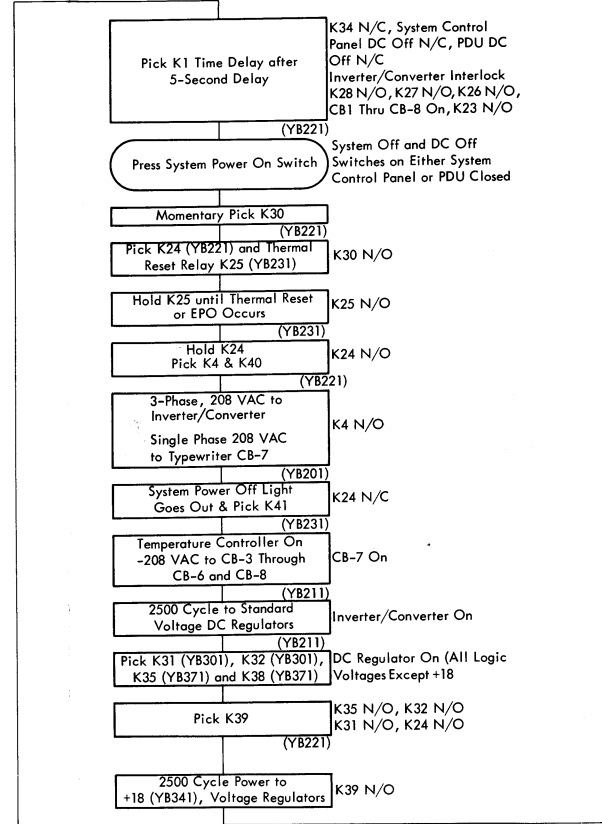 Pick K1 Time Delay after
5-Second Delay
K34 N/C, System Control
Panel DC Off N/C, PDU DC
Off N/C
Inverter/Converter Interlock
K28 N/O, K27 N/O, K26 N/O,
CB1 Thru CB-8 On, K23 N/O
(YB221)
Press System Power On Switch
System Off and DC Off
Switches on Either System
Control Panel or PDU Closed
Momentary Pick K30
(YB221)
Pick K24 (YB221) and Thermal
Reset Relay K25 (YB231)
K30 N/O
Hold K25 until Thermal Reset
or EPO Occurs
K25 N/O
(YB231)
Hold K24
Pick K4 & K40
K24 N/O
(YB221)
3-Phase, 208 VAC to
Inverter/Converter
Single Phase 208 VAC
to Typewriter CB-7
K4 N/O
(YB201)
System Power Off Light
Goes Out & Pick K41
K24 N/C
(YB231)
Temperature Controller On
-208 VAC to CB-3 Through
CB-6 and CB-8
CB-7 On
(YB211)
2500 Cycle to Standard
Voltage DC Regulators
Inverter/Converter On
(YB211)
Pick K31 (YB301), K32 (YB301),
K35 (YB371) and K38 (YB371)
DC Regulator On (All Logic
Voltages Except +18
Pick K39
K35 N/O, K32 N/O
K31 N/O, K24 N/O
(YB221)
2500 Cycle Power to
+18 (YB341), Voltage Regulators
K39 N/O